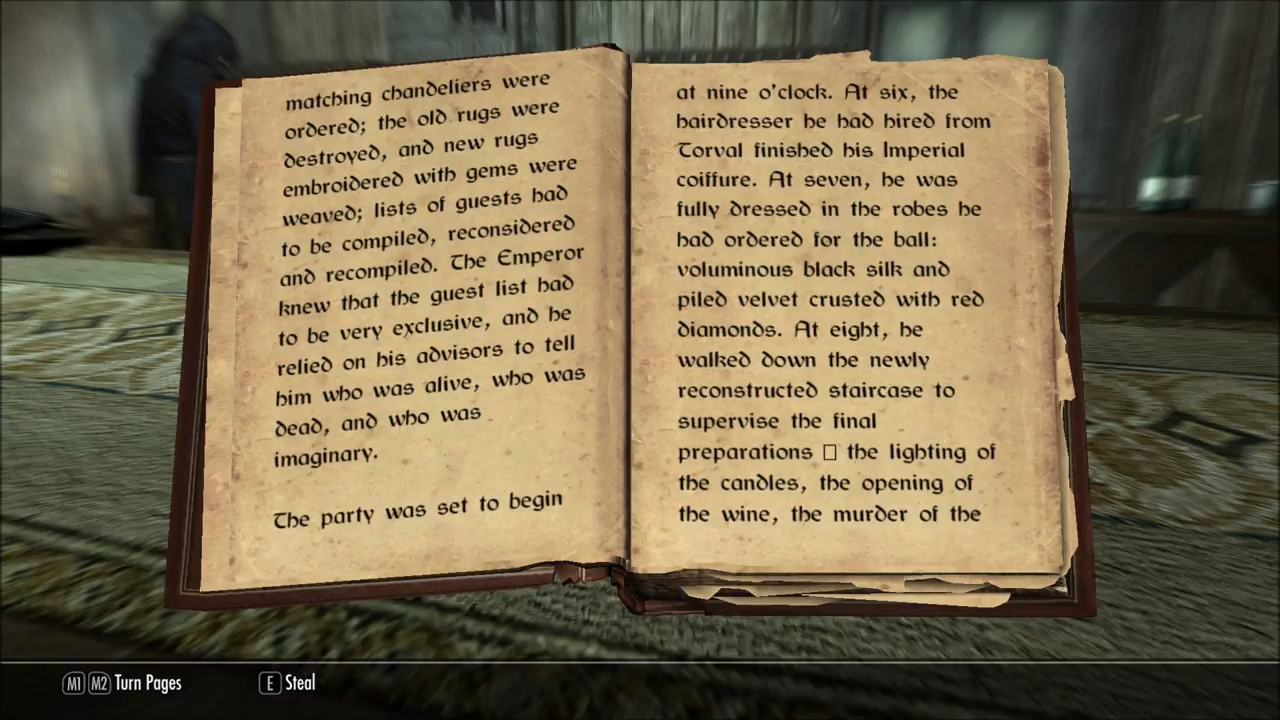 matching chandeliers were
ordered; the old rugs were
destroyed, and new rugs
embroidered with gems were
weaved; lists of guests had
to be compiled, reconsidered
and recompiled. The Emperor
knew that the guest list had
to be very exclusive, and he
relied on his advisors to tell
him who was alive, who was
dead, and who was
imaginary.
The party was set to begin
at nine o'clock. At six, the
hairdresser he had hired from
Torval finished his Imperial
coiffure. At seven, he was
fully dressed in the robes he
had ordered for the ball:
voluminous black silk and
piled velvet crusted with red
diamonds. At eight, he
walked down the newly
reconstructed staircase to
supervise the final
preparations □ the lighting of
the candles, the opening of
the wine, the murder of the
M1 M2 Turn Pages E Steal